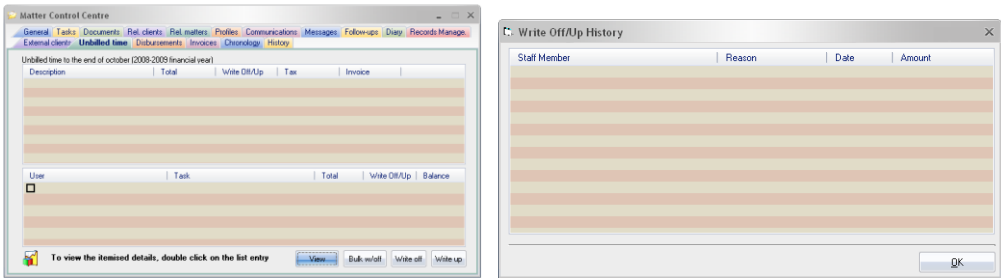 Matter Control Centre
General Tasks Documents Rel. clients Rel. matters Profiles Communications Messages Follow-ups Diary Records Manage.
External clients Unbilled time Disbursements Invoices Chronology History
Unbilled time to the end of october (2008-2009 financial year)
Description Total Write Off/Up Tax Invoice
User Task Total Write Off/Up Balance
To view the itemised details, double click on the list entry View Bulk w/off Write off Write up
Write Off/Up History
Staff Member Reason Date Amount
OK